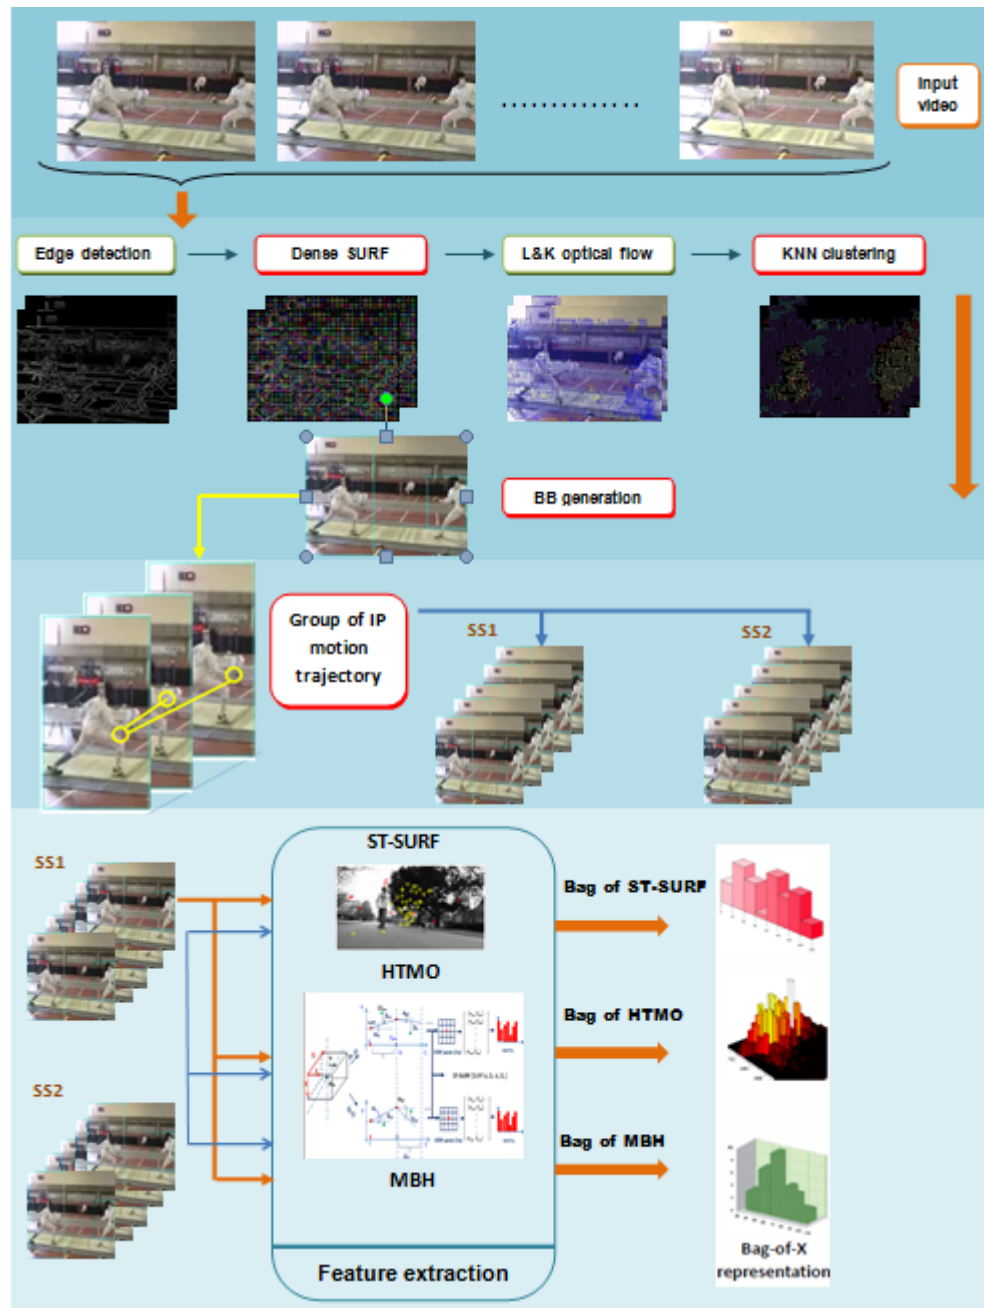 Input
video
Edge detection
Dense SURF
L&K optical flow
KNN clustering
BB generation
Group of IP
motion
trajectory
SS1
SS2
SS1
ST-SURF
Bag of ST-SURF
HTMO
Bag of HTMO
SS2
Bag of MBH
MBH
Bag-of-X
representation
Feature extraction